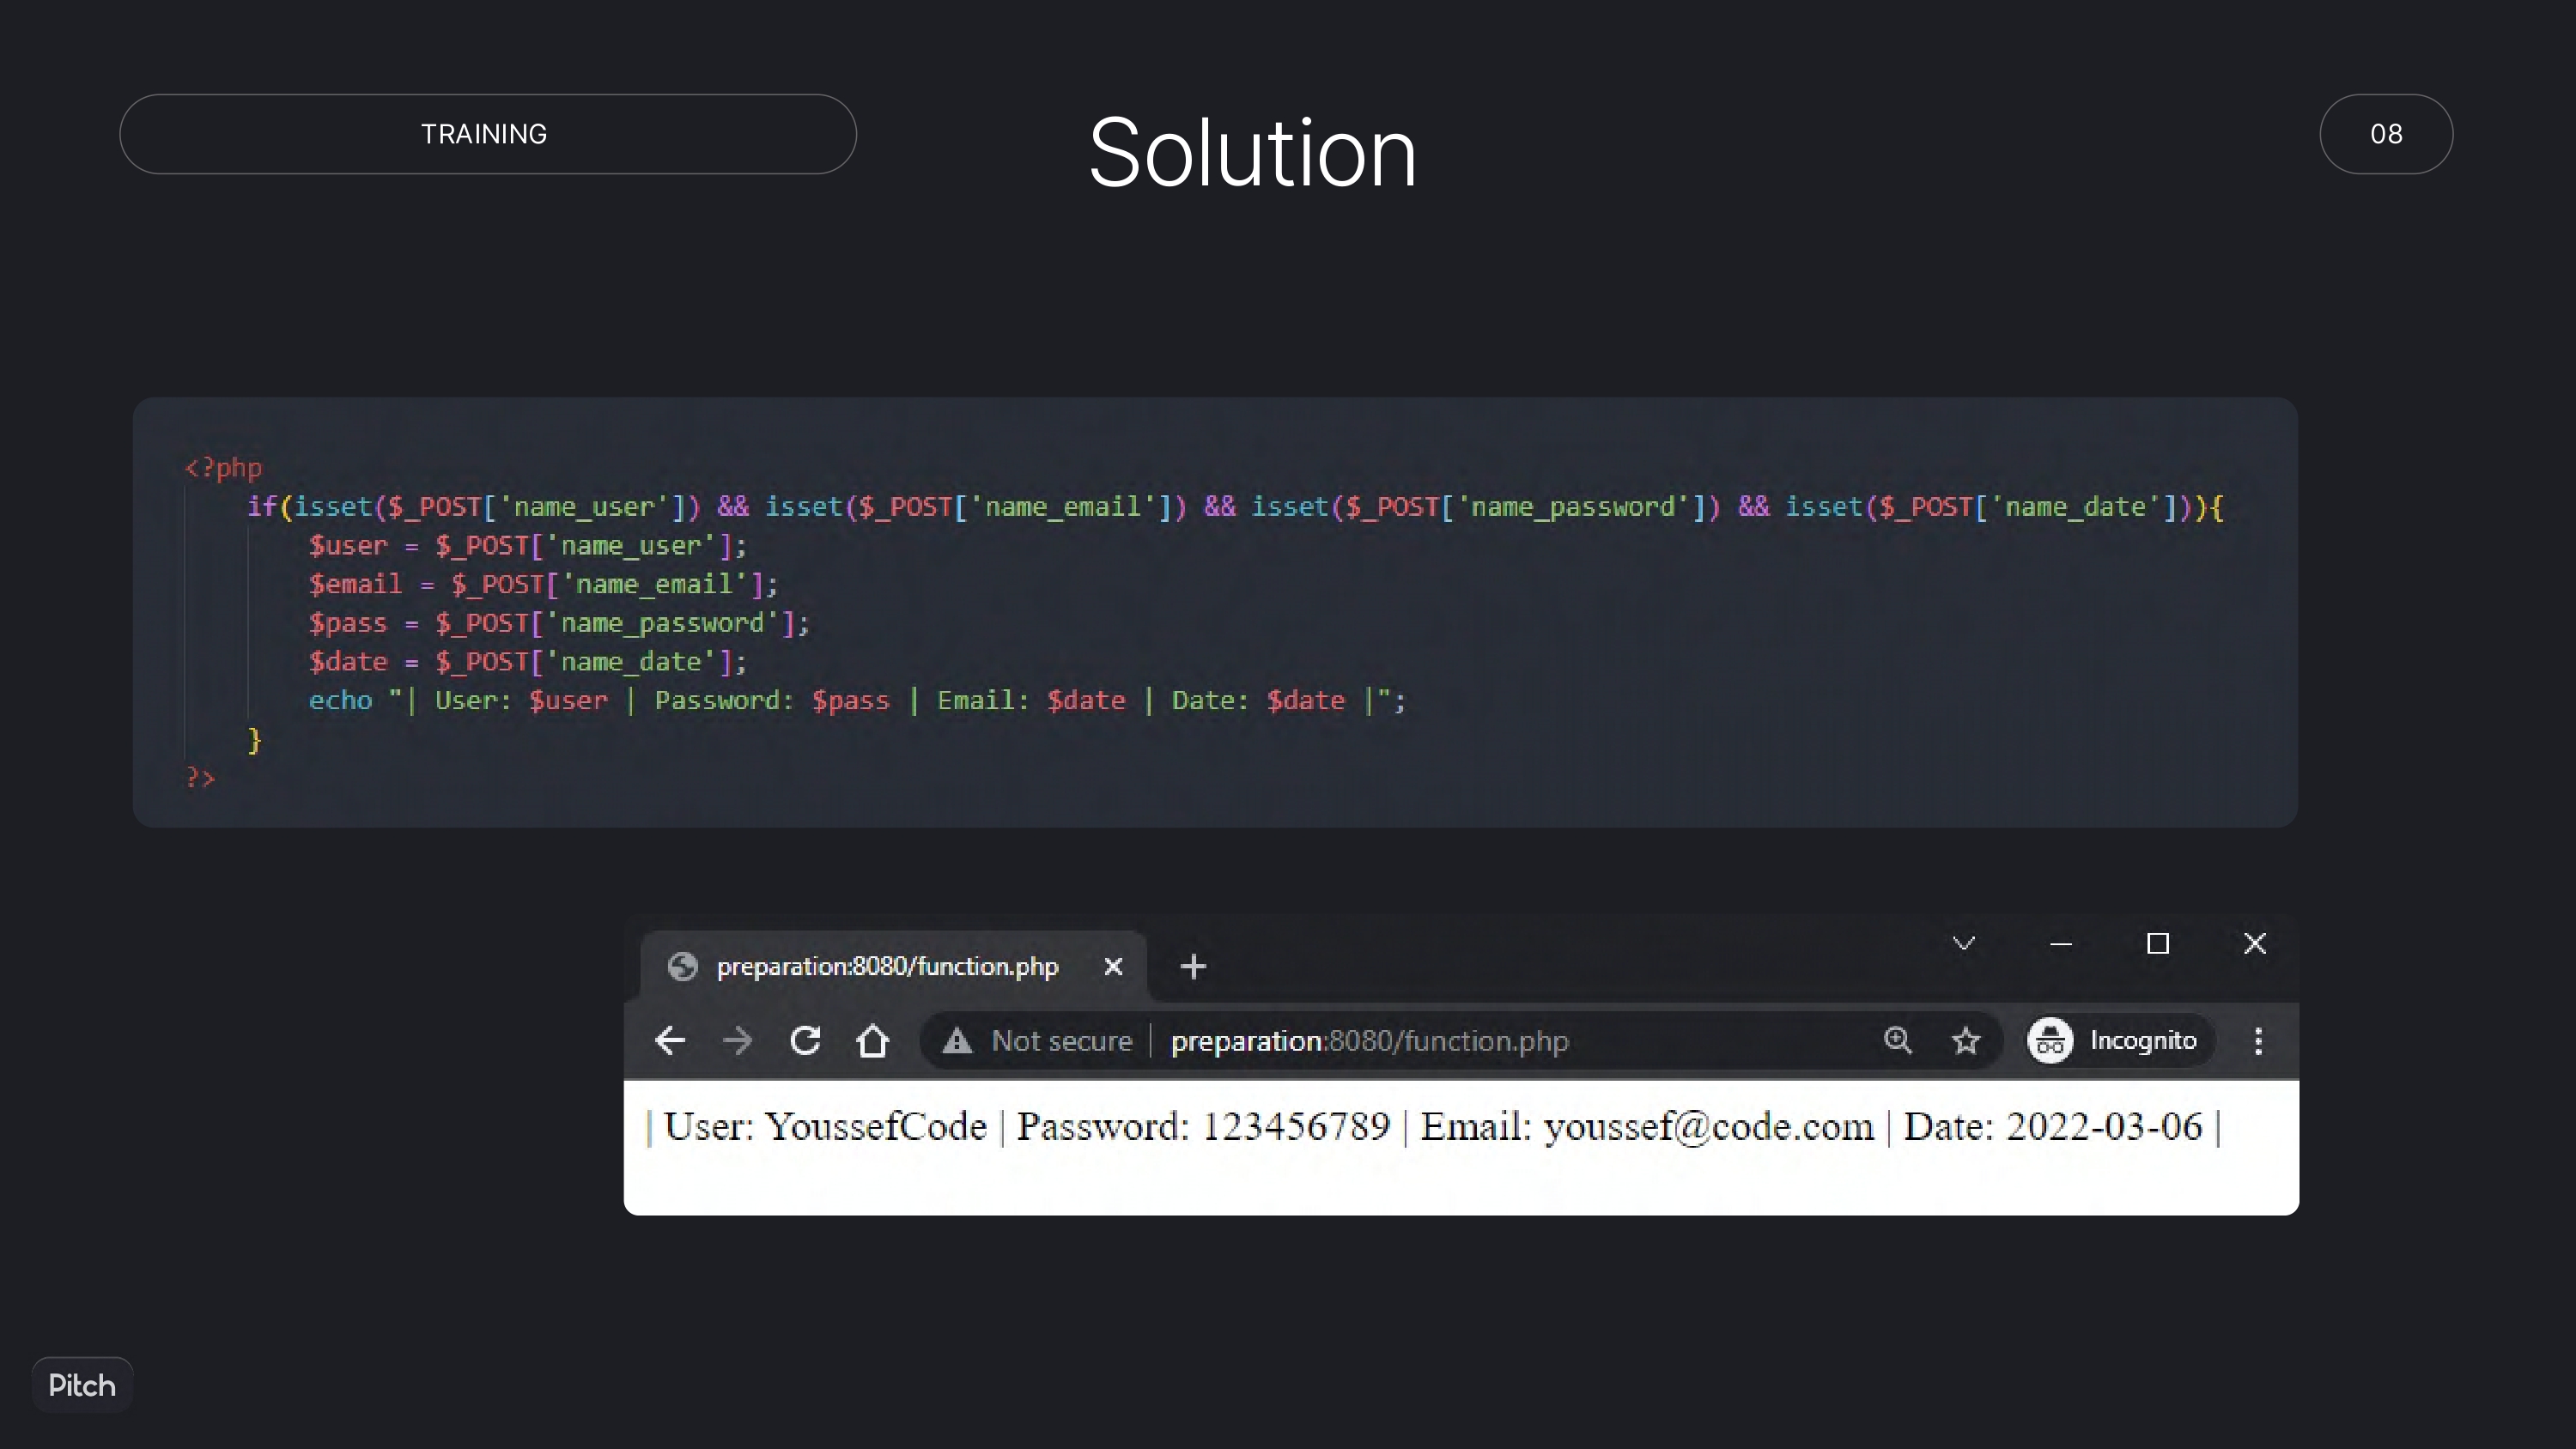 TRAINING
Solution
08
<?php
if(isset($_POST['name_user']) && isset($_POST['name_email']) && isset($_POST['name_password']) && isset($_POST['name_date'])){
$user = $_POST['name_user'];
$email = $_POST['name_email'];
$pass = $_POST['name_password'];
$date = $_POST['name_date'];
echo "| User: $user | Password: $pass | Email: $date | Date: $date |";
}
?>
preparation:8080/function.php
Not secure | preparation:8080/function.php
Incognito
| User: YoussefCode | Password: 123456789 | Email: youssef@code.com | Date: 2022-03-06 |
Pitch